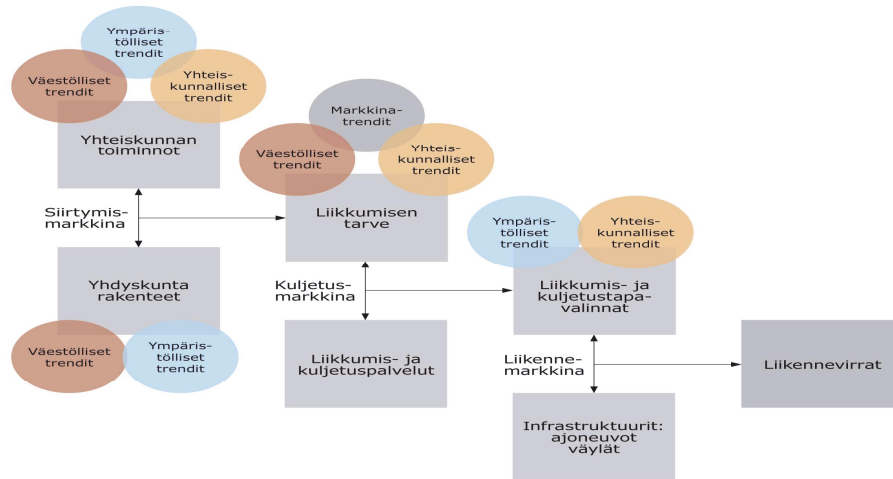 Ympäris-
tölliset
trendit
Väestölliset
trendit
Yhteis-
kunnalliset
trendit
Yhteiskunnan
toiminnot
Markkina-
trendit
Väestölliset
trendit
Yhteis-
kunnalliset
trendit
Siirtymis-
markkina
Liikkumisen
tarve
Ympäris-
tölliset
trendit
Yhteis-
kunnalliset
trendit
Yhdyskunta
rakenteet
Kuljetus-
markkina
Liikkumis- ja
kuljetustapa-
valinnat
Väestölliset
trendit
Ympäris-
tölliset
trendit
Liikkumis- ja
kuljetuspalvelut
Liikenne-
markkina
Liikennevirrat
Infrastruktuurit:
ajoneuvot
väylät